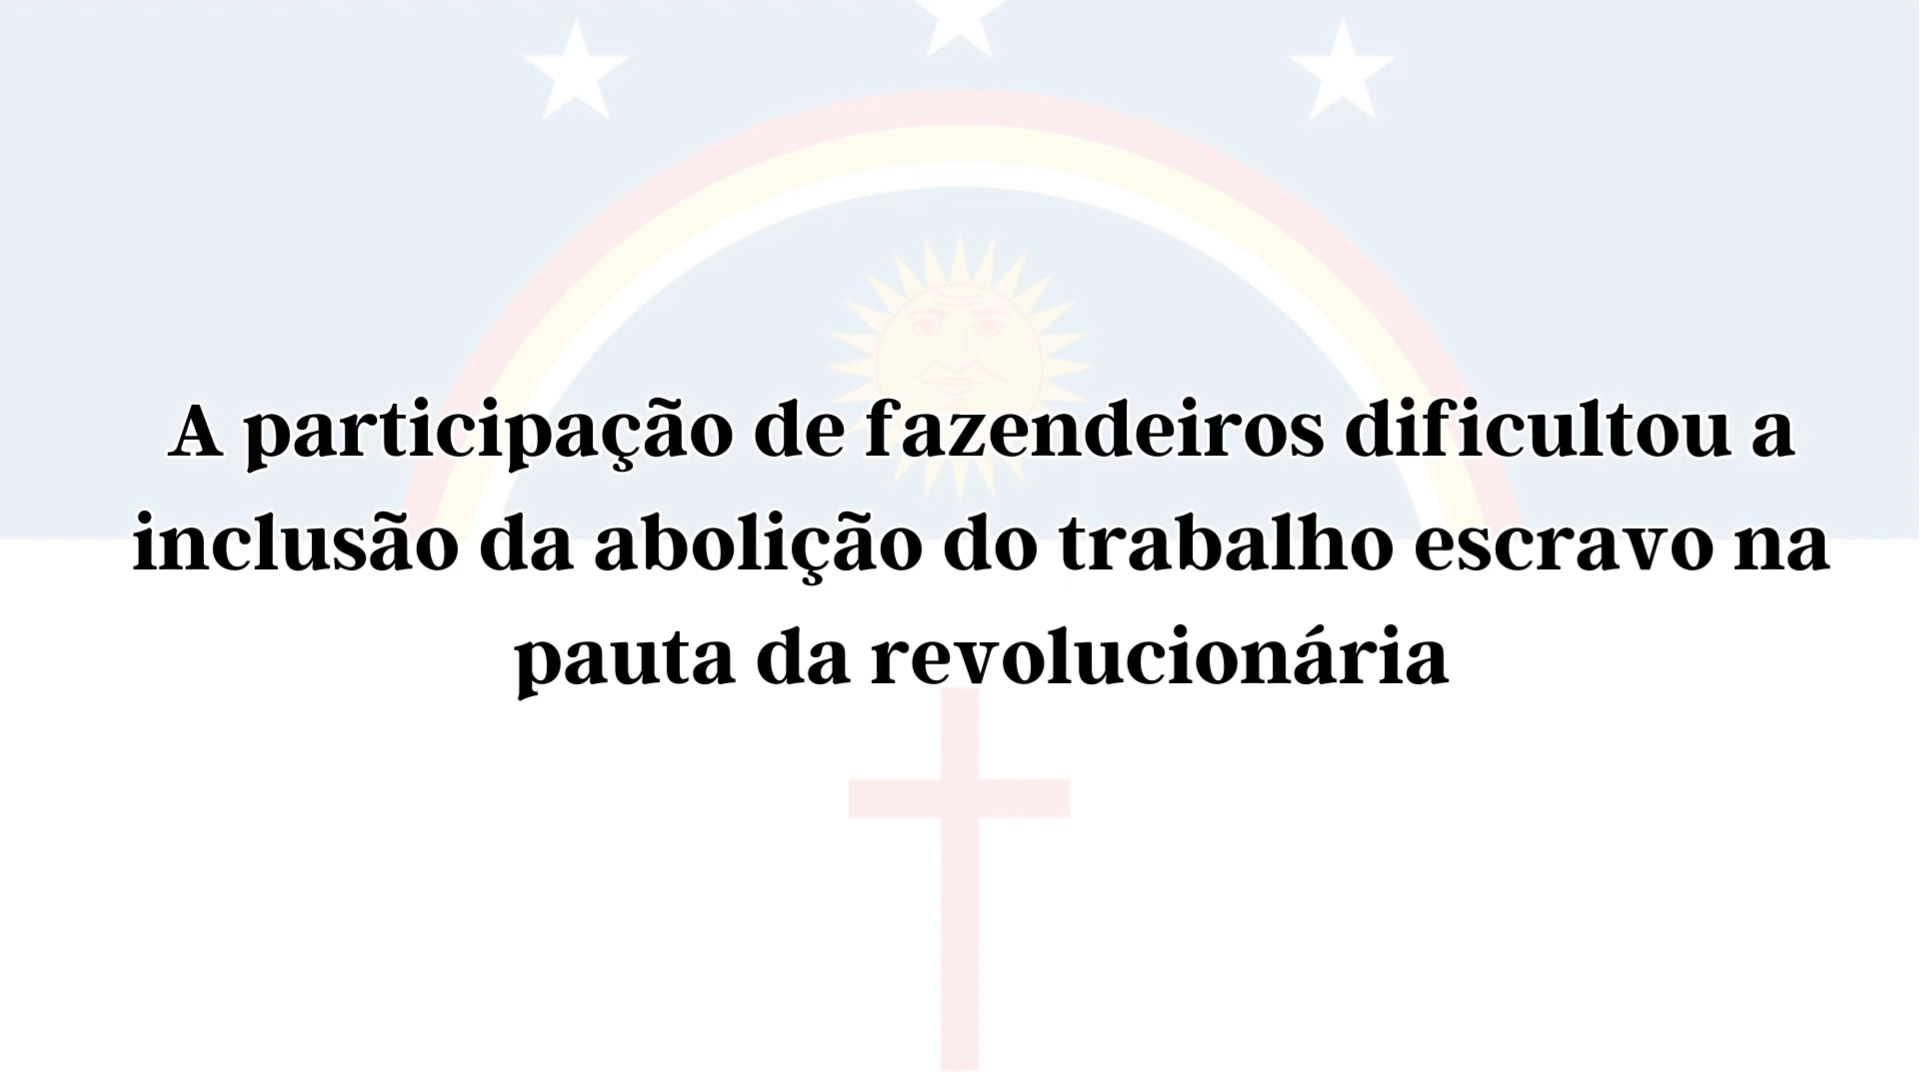 A participação de fazendeiros dificultou a
inclusão da abolição do trabalho escravo na
pauta da revolucionária